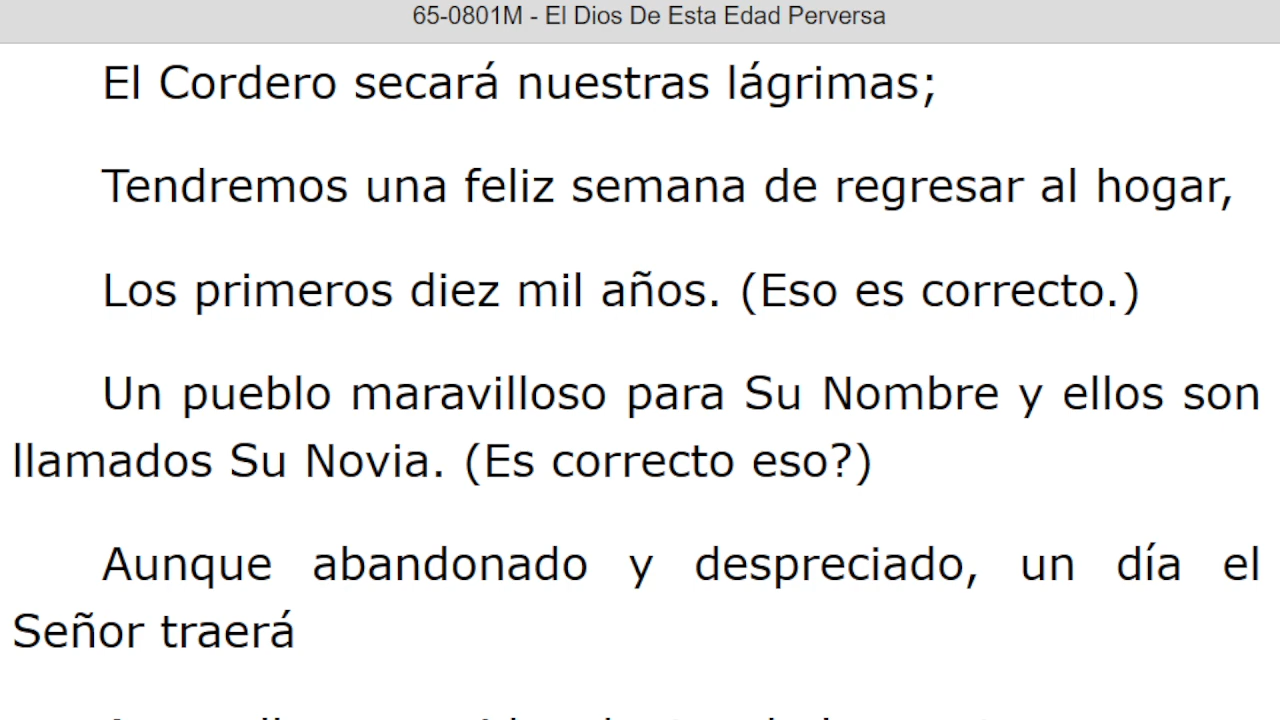 65-0801M - El Dios De Esta Edad Perversa
El Cordero secará nuestras lágrimas;
Tendremos una feliz semana de regresar al hogar,
Los primeros diez mil años. (Eso es correcto.)
Un pueblo maravilloso para Su Nombre y ellos son
llamados Su Novia. (Es correcto eso?)
Aunque abandonado y despreciado, un día el
Señor traerá